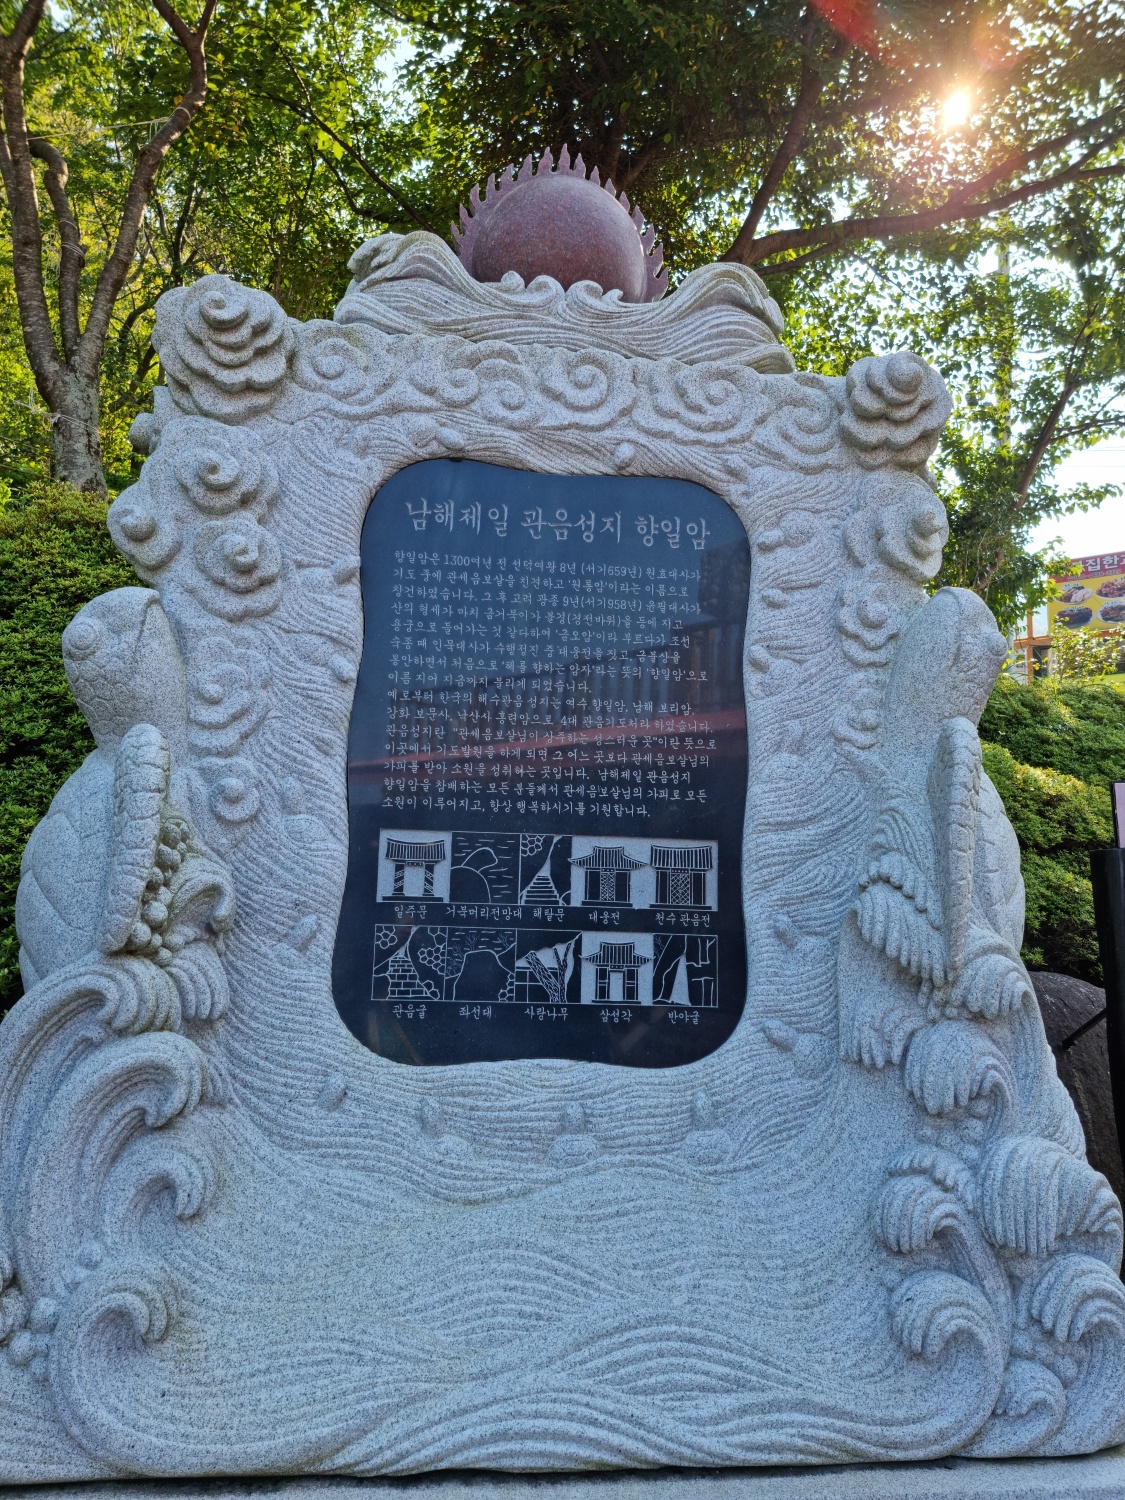 남해제일 관음성지 향일암
향일암은 1300여년 전 선덕여왕 8년 (서기659년) 원효대사가
기도 중에 관세음보살을 친견하고 '원통암'이라는 이름으로
창건하였습니다. 그 후 고려 광종 9년(서기958년) 윤필대사가
산의 형세가 마치 금거북이가 불경(경전바위)을 등에 지고
용궁으로 들어가는 것 같다하여 '금오암'이라 부르다가 조선
숙종 때 인묵대사가 수행정진 중 대웅전을 짓고, 금불상을
봉안하면서 처음으로 '해를 향하는 암자'라는 뜻의 '향일암'으로
이름 지어 지금까지 불리게 되었습니다.
예로부터 한국의 해수관음 성지는 여수 향일암, 남해 보리암,
강화 보문사, 낙산사 홍련암으로 4대 관음기도처라 하였습니다.
관음성지란 "관세음보살님이 상주하는 성스러운 곳"이란 뜻으로
이곳에서 기도발원을 하게 되면 그 어느 곳보다 관세음보살님의
가피를 받아 소원을 성취하는 곳입니다. 남해제일 관음성지
향일암을 참배하는 모든 분들께서 관세음보살님의 가피로 모든
소원이 이루어지고, 항상 행복하시기를 기원합니다.
일주문 거북머리전망대 해탈문 대웅전 천수관음전
관음굴 좌선대 사랑나무 삼성각 반야굴